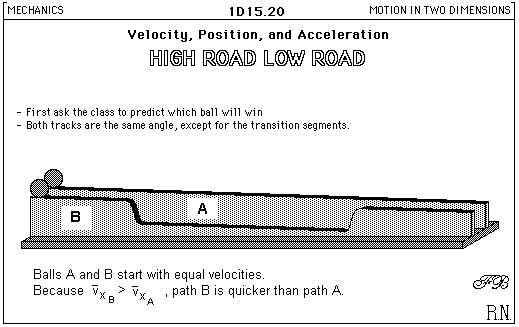 MECHANICS
1D15.20
MOTION IN TWO DIMENSIONS
Velocity, Position, and Acceleration
HIGH ROAD LOW ROAD
- First ask the class to predict which ball will win
- Both tracks are the same angle, except for the transition segments.
A
B
Balls A and B start with equal velocities.
Because v̅x_B > v̅x_A , path B is quicker than path A.
FB
R.N.